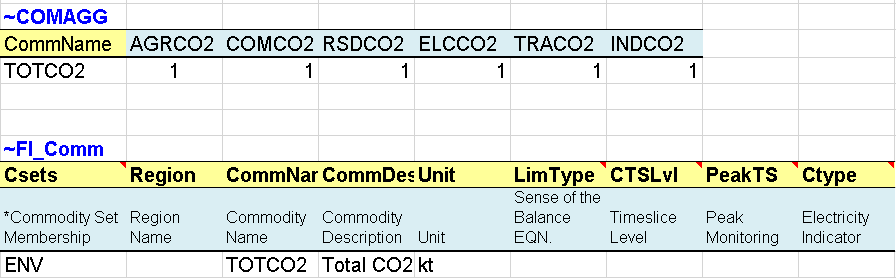 ~COMAGG
CommName AGRCO2 COMCO2 RSDCO2 ELCCO2 TRACO2 INDCO2
TOTCO2 1 1 1 1 1 1
~FI_Comm
Csets Region CommNar CommDes Unit LimType CTSLvl PeakTS Ctype
*Commodity Set Membership Region Name Commodity Name Commodity Description Unit Sense of the Balance EQN. Timeslice Level Peak Monitoring Electricity Indicator
ENV TOTCO2 Total CO2 kt